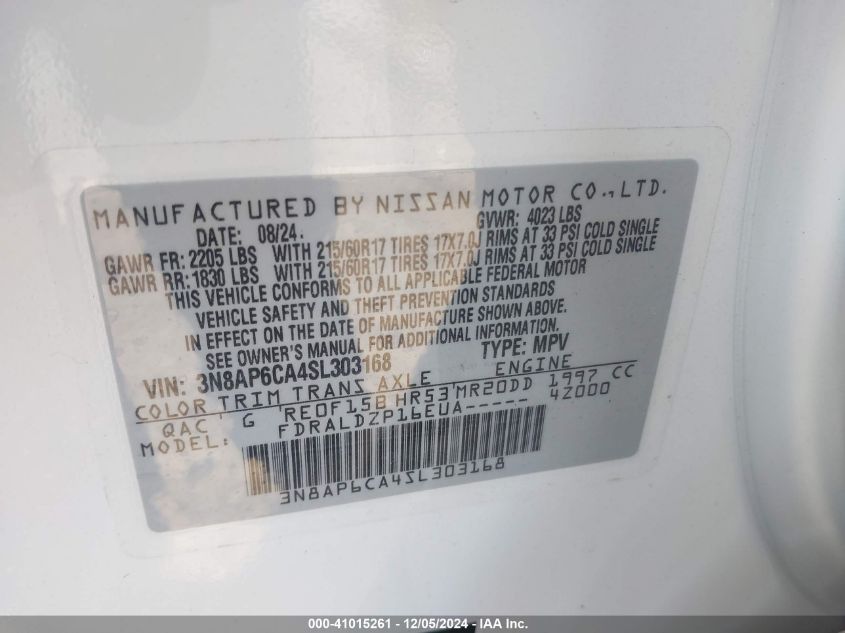 MANUFACTURED BY NISSAN MOTOR CO.,LTD.
DATE: 08/24. GVWR: 4023 LBS
GAWR FR: 2205 LBS WITH 215/60R17 TIRES 17X7.0J RIMS AT 33 PSI COLD SINGLE
GAWR RR: 1830 LBS WITH 215/60R17 TIRES 17X7.0J RIMS AT 33 PSI COLD SINGLE
THIS VEHICLE CONFORMS TO ALL APPLICABLE FEDERAL MOTOR
VEHICLE SAFETY AND THEFT PREVENTION STANDARDS
IN EFFECT ON THE DATE OF MANUFACTURE SHOWN ABOVE.
SEE OWNER'S MANUAL FOR ADDITIONAL INFORMATION.
VIN: 3N8AP6CA4SL303168 TYPE: MPV
COLOR TRIM TRANS AXLE ENGINE
QAC G RE0F15B HR53 MR20DD 1997 CC
MODEL: FDRALDZP16EUA----- 4Z000
3N8AP6CA4SL303168
000-41015261 - 12/05/2024 - IAA Inc.